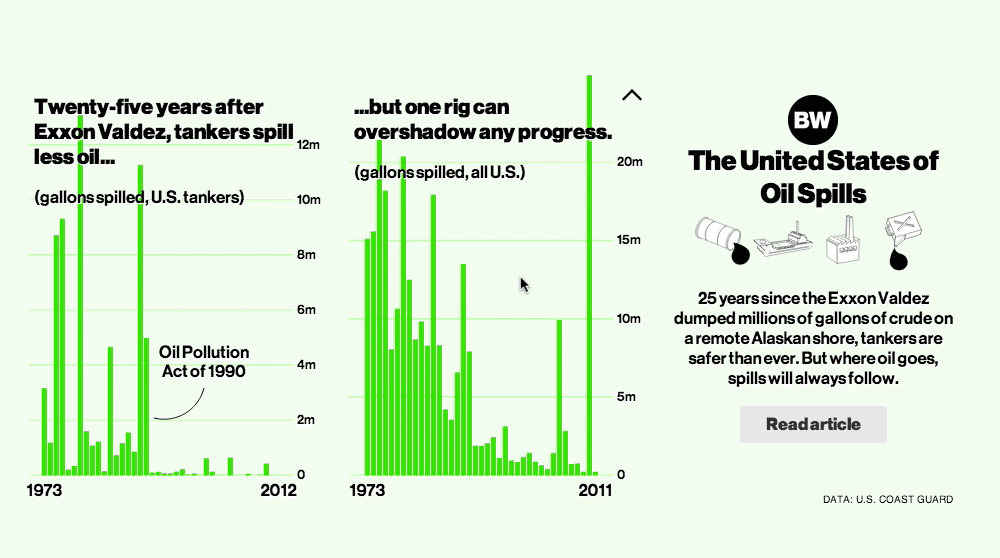 Twenty-five years after
Exxon Valdez, tankers spill
less oil...
(gallons spilled, U.S. tankers)
12m
10m
8m
6m
4m
2m
0
Oil Pollution
Act of 1990
1973
2012
...but one rig can
overshadow any progress.
(gallons spilled, all U.S.)
20m
15m
10m
5m
0
1973
2011
BW
The United States of
Oil Spills
25 years since the Exxon Valdez
dumped millions of gallons of crude on
a remote Alaskan shore, tankers are
safer than ever. But where oil goes,
spills will always follow.
Read article
DATA: U.S. COAST GUARD